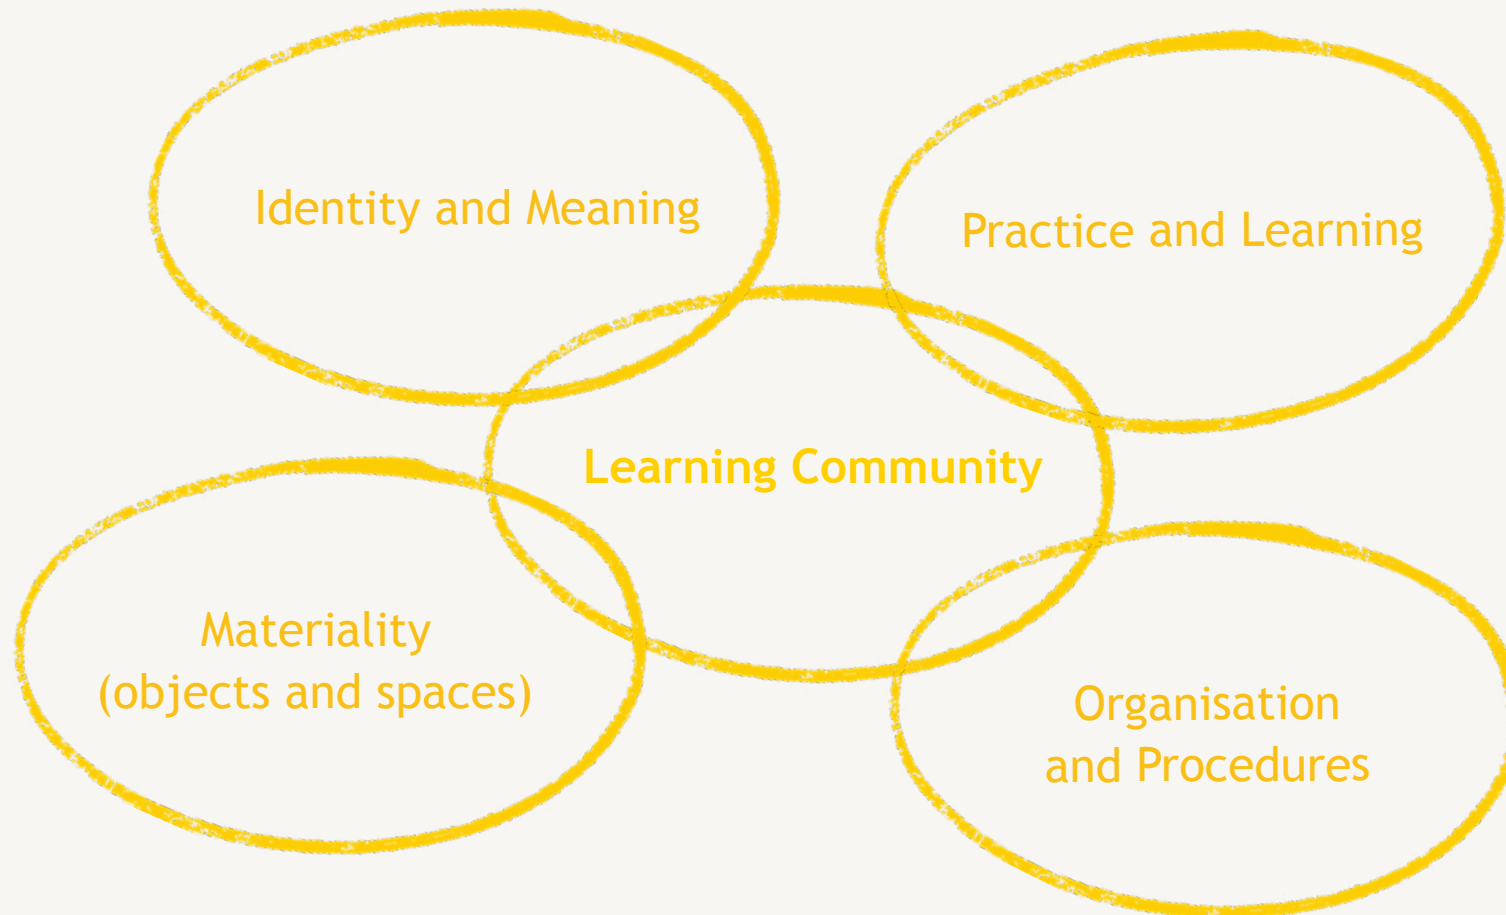 Identity and Meaning
Practice and Learning
Learning Community
Materiality
(objects and spaces)
Organisation
and Procedures